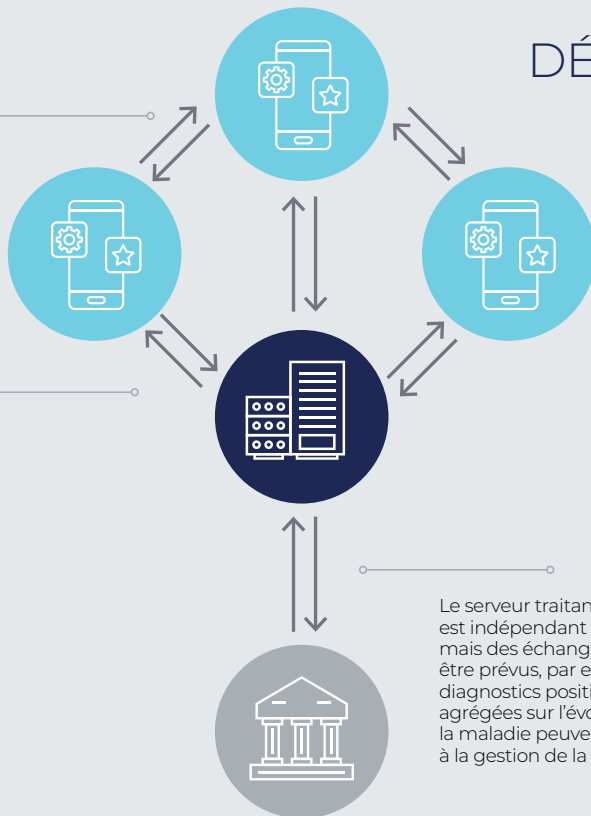 DÉ
Le serveur traitan
est indépendant
mais des échang
être prévus, par e
diagnostics positi
agrégées sur l'évo
la maladie peuve
à la gestion de la